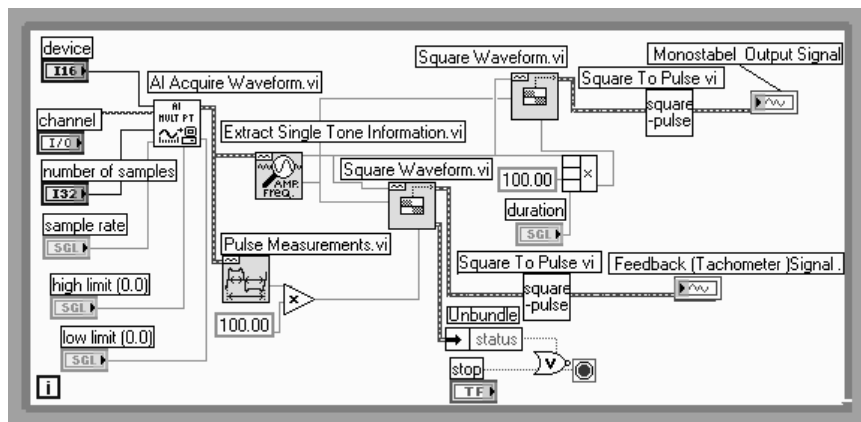 device
I16
AI Acquire Waveform.vi
AI
MULT PT
channel
I/O
number of samples
I32
sample rate
SGL
high limit (0.0)
SGL
low limit (0.0)
SGL
i
Extract Single Tone Information.vi
AMP.
Freq.
Pulse Measurements.vi
100.00
x
Square Waveform.vi
Square Waveform.vi
Square To Pulse vi
square
-pulse
Monostabel Output Signal
100.00
x
duration
SGL
Square To Pulse vi
square
-pulse
Feedback (Tachometer )Signal .
Unbundle
status
stop
TF
V